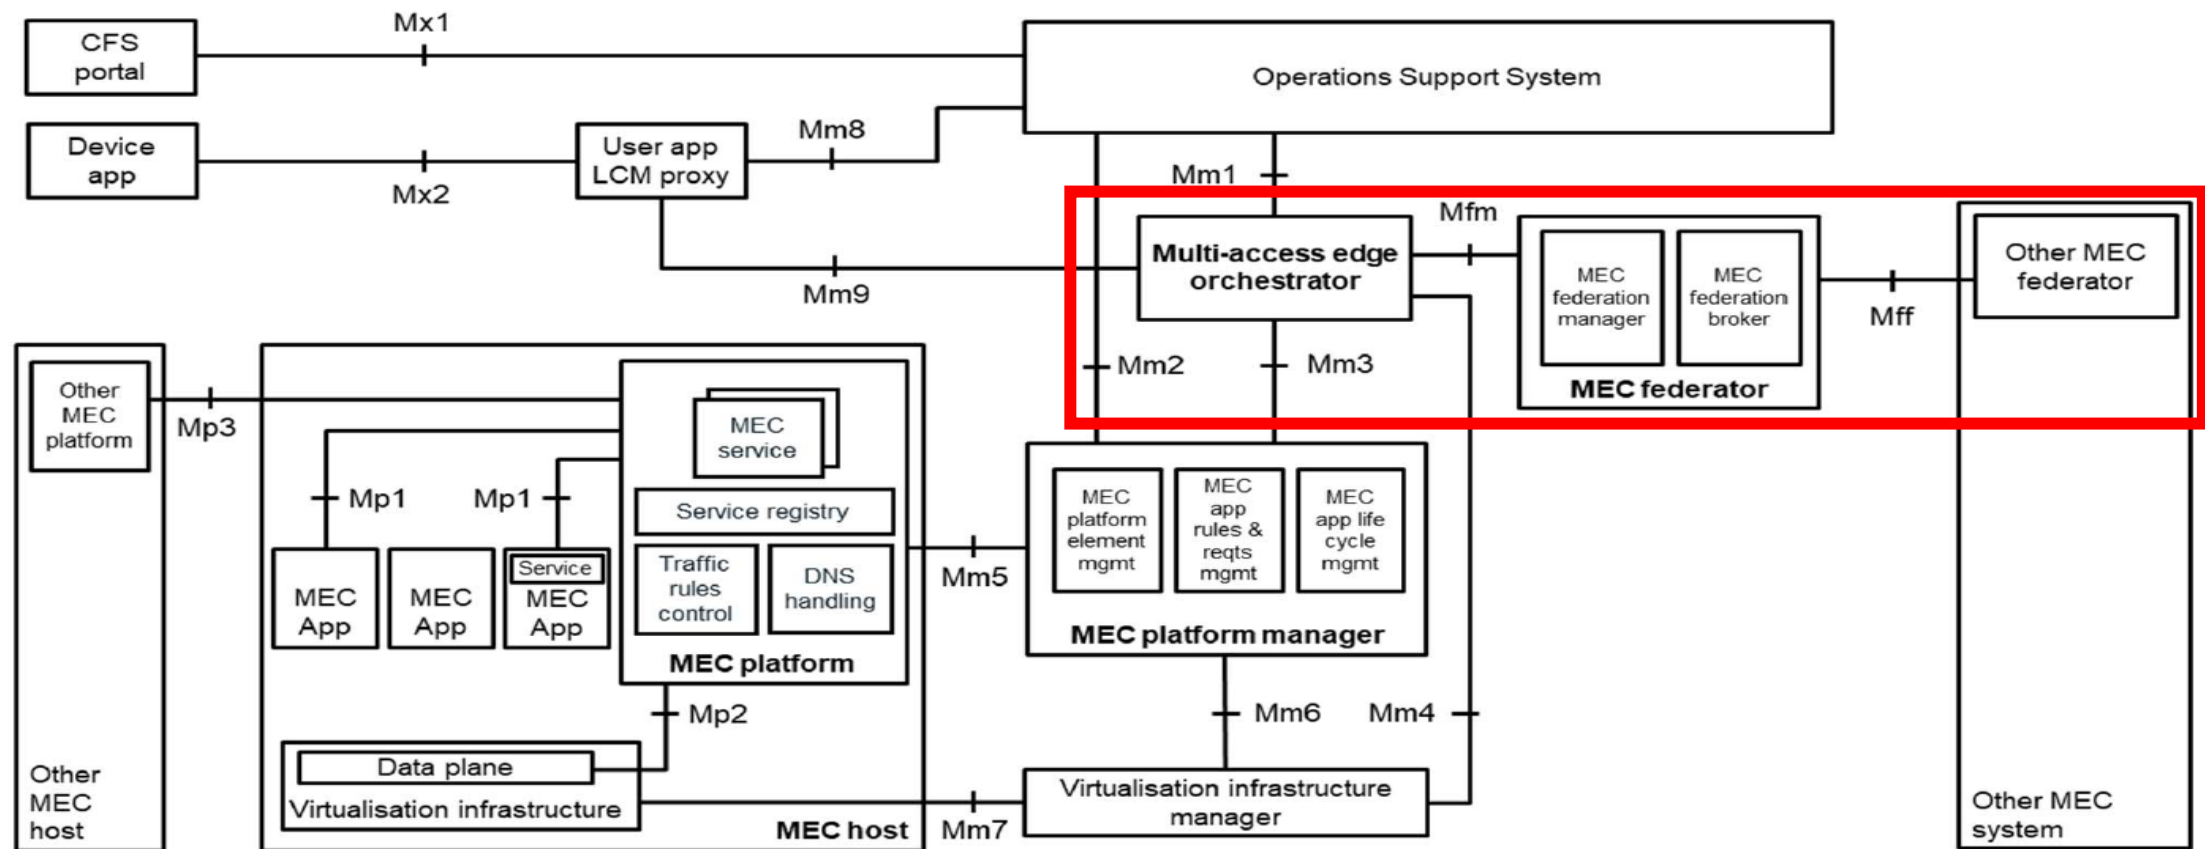 CFS
portal
Mx1
Operations Support System
Device
app
Mx2
User app
LCM proxy
Mm8
Mm1
Mm9
Multi-access edge
orchestrator
Mfm
MEC
federation
manager
MEC
federation
broker
MEC federator
Mff
Other MEC
federator
Mm2
Mm3
Other
MEC
platform
Mp3
MEC
service
Mp1
Mp1
Service registry
Traffic
rules
control
DNS
handling
MEC platform
MEC
App
MEC
App
Service
MEC
App
Mm5
MEC
platform
element
mgmt
MEC
app
rules &
reqts
mgmt
MEC
app life
cycle
mgmt
MEC platform manager
Mp2
Mm6
Mm4
Data plane
Virtualisation infrastructure
MEC host
Mm7
Virtualisation infrastructure
manager
Other
MEC
host
Other MEC
system